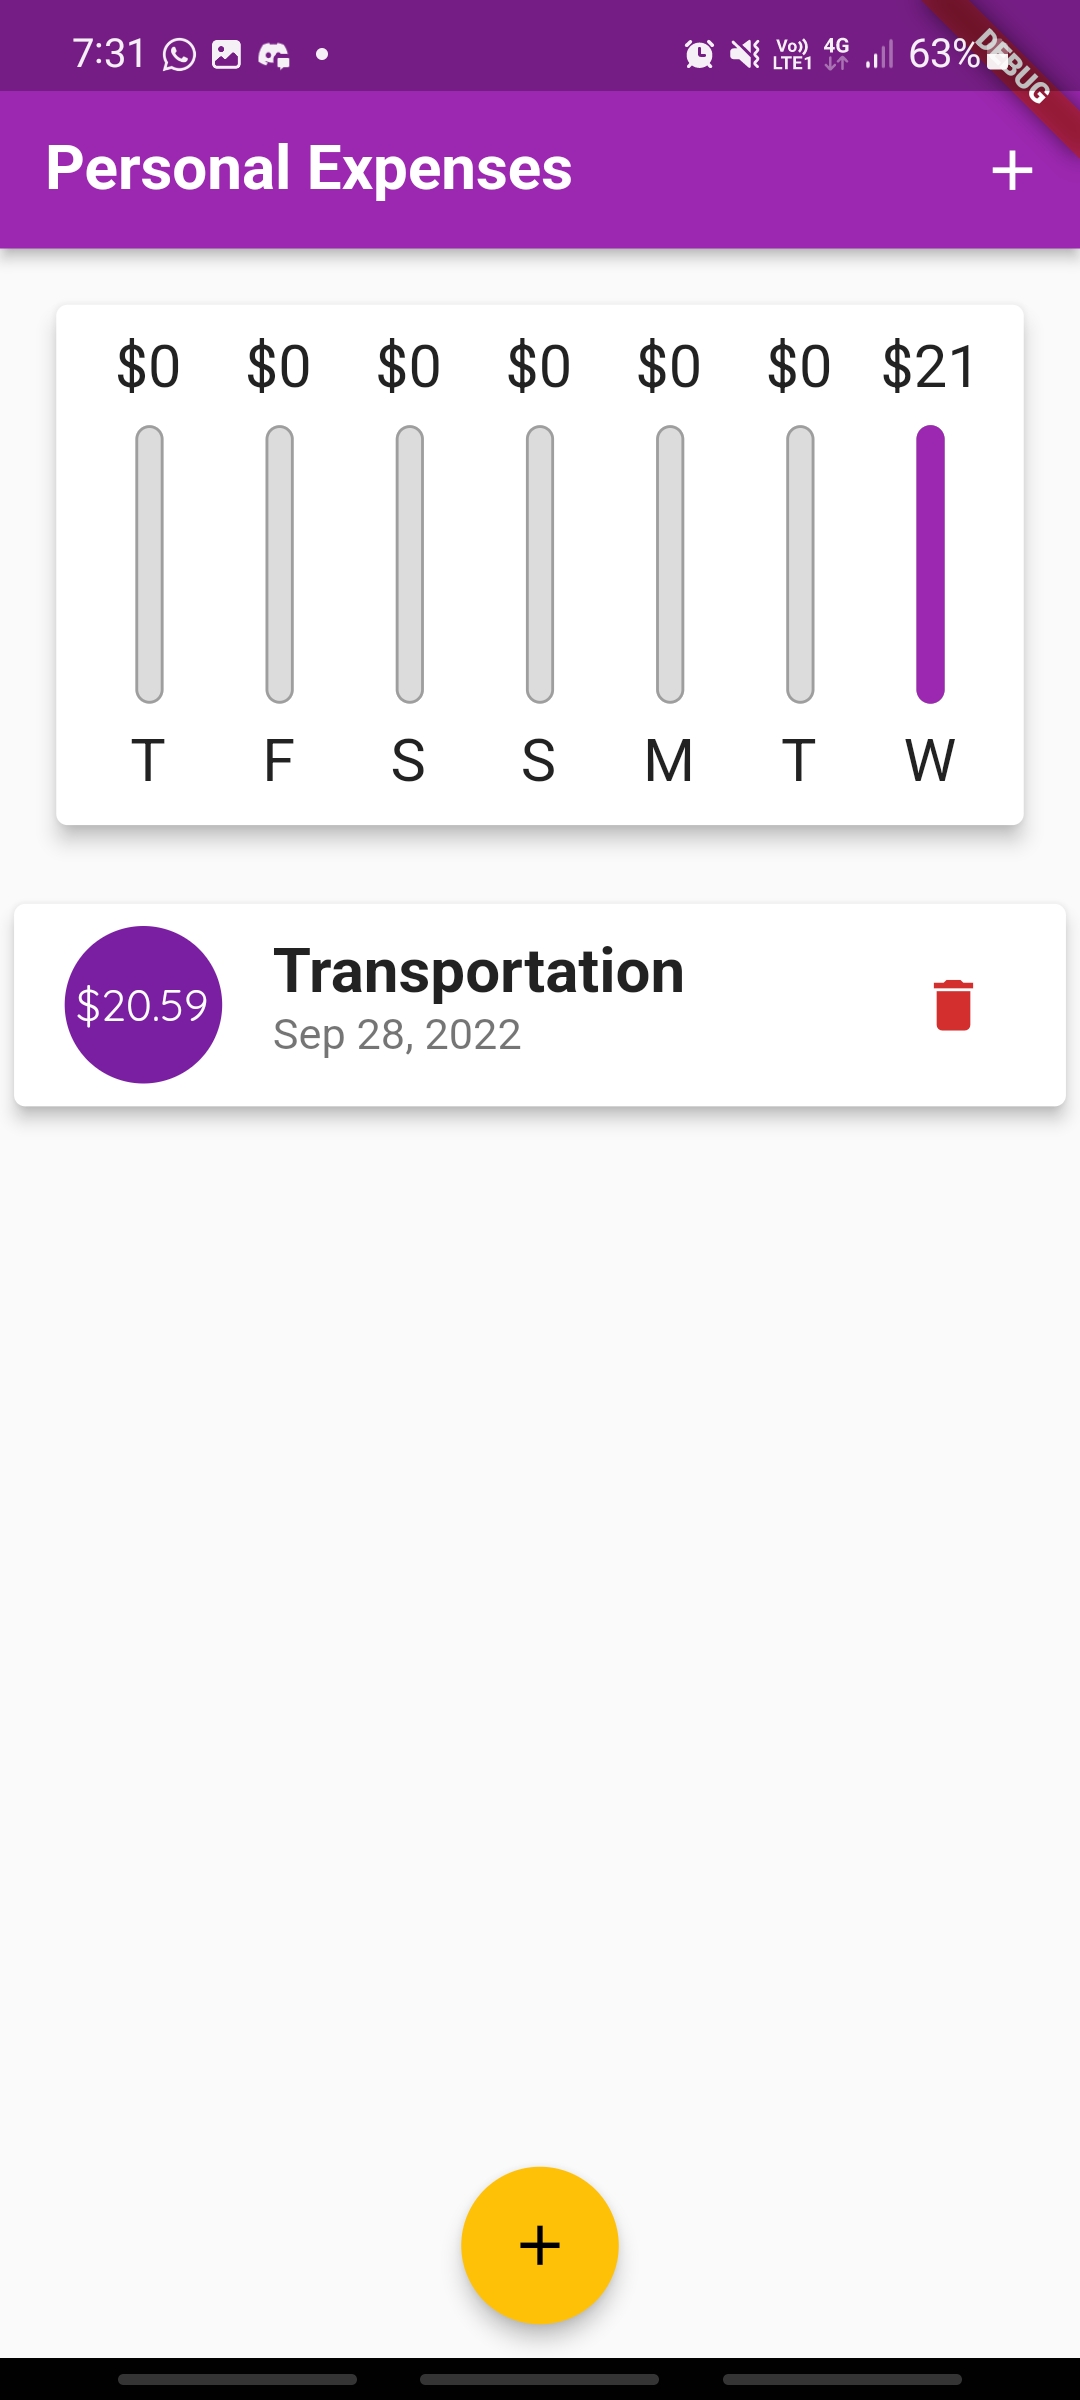 7:31 Vo)) LTE1 4G 63%
DEBUG
Personal Expenses
$0 $0 $0 $0 $0 $0 $21
T F S S M T W
$20.59
Transportation
Sep 28, 2022